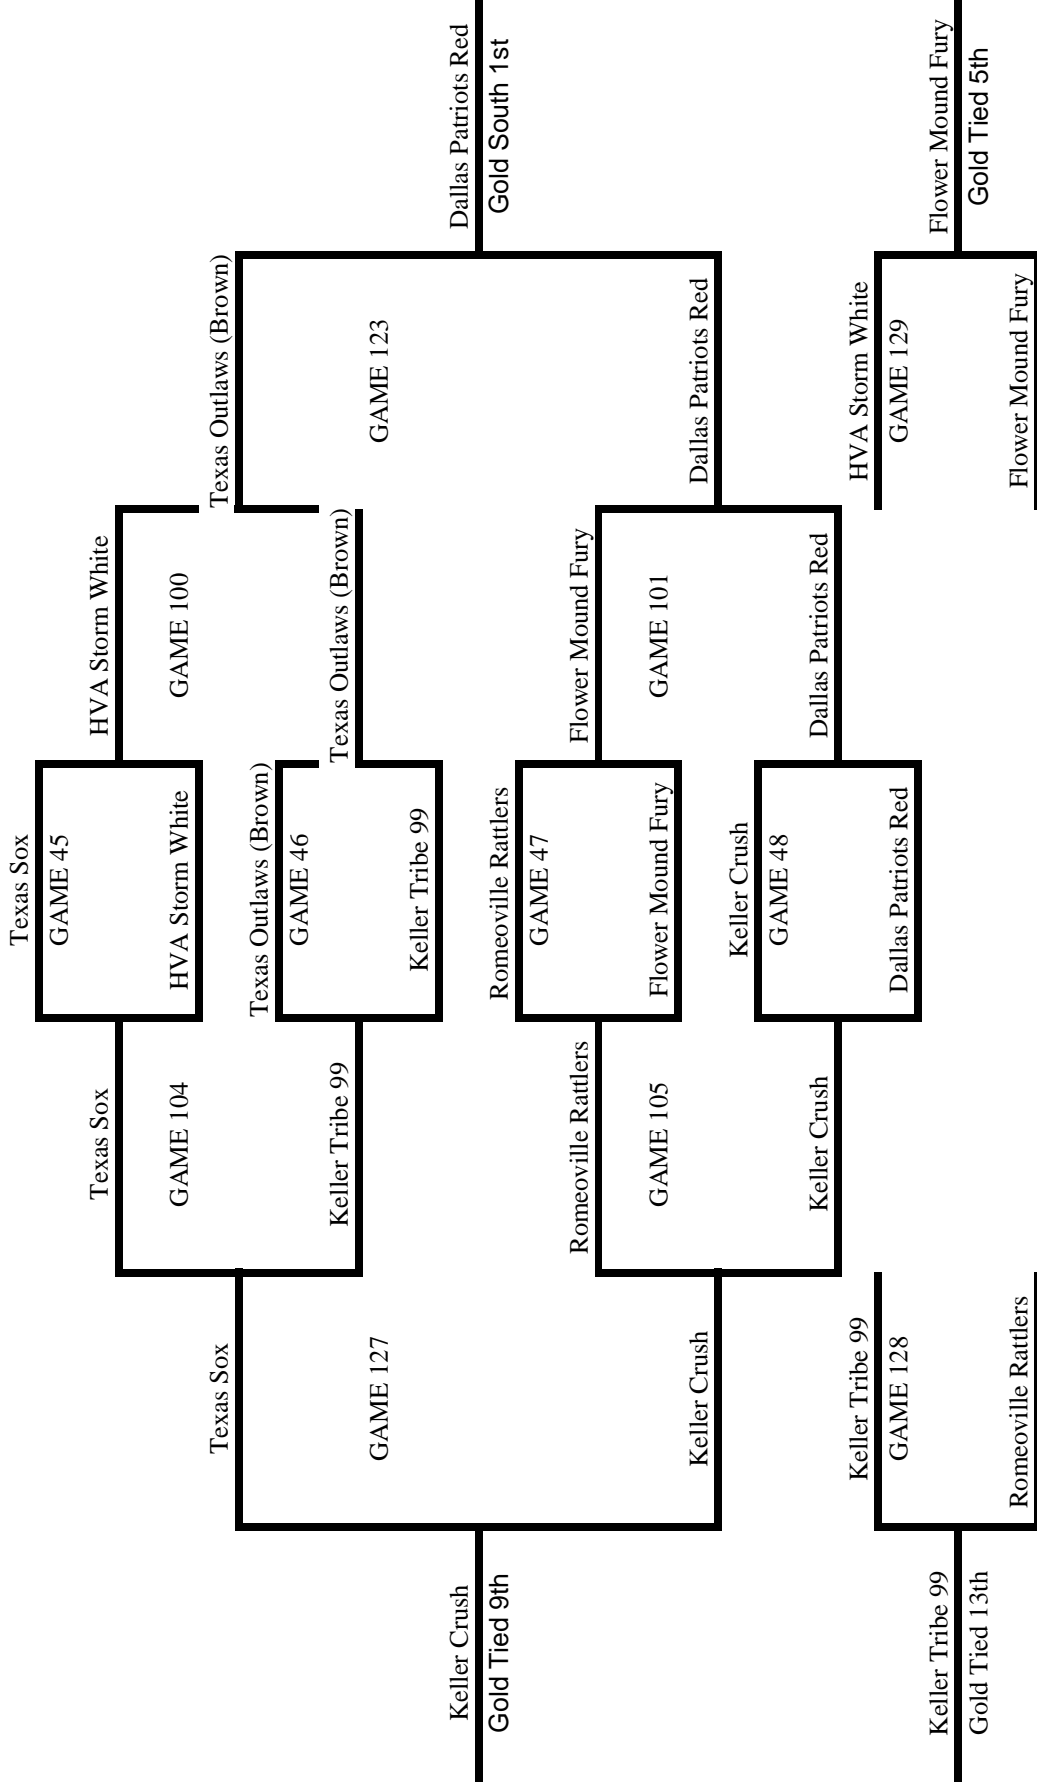 Texas Sox
GAME 45
Texas Sox
HVA Storm White
GAME 104
HVA Storm White
GAME 100
Texas Sox
Texas Outlaws (Brown)
Texas Outlaws (Brown)
GAME 46
Keller Tribe 99
Texas Outlaws (Brown)
GAME 127
GAME 123
Keller Tribe 99
Keller Crush
Dallas Patriots Red
Gold Tied 9th
Romeoville Rattlers
Gold South 1st
GAME 47
Romeoville Rattlers
Flower Mound Fury
GAME 105
Flower Mound Fury
GAME 101
Keller Crush
Dallas Patriots Red
Keller Crush
GAME 48
Keller Crush
Dallas Patriots Red
Keller Tribe 99
HVA Storm White
GAME 128
Dallas Patriots Red
GAME 129
Keller Tribe 99
Flower Mound Fury
Gold Tied 13th
Gold Tied 5th
Romeoville Rattlers
Flower Mound Fury